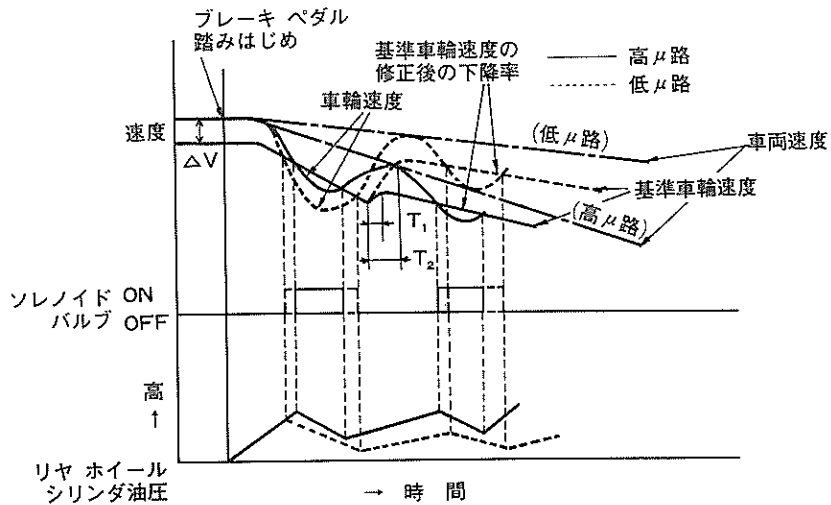 ブレーキ ペダル
踏みはじめ
基準車輪速度の
修正後の下降率
高μ路
低μ路
車輪速度
速度
ΔV
(低μ路)
車両速度
基準車輪速度
(高μ路)
T₁
T₂
ソレノイド ON
バルブ OFF
高
↑
リヤ ホイール
シリンダ油圧
→ 時 間